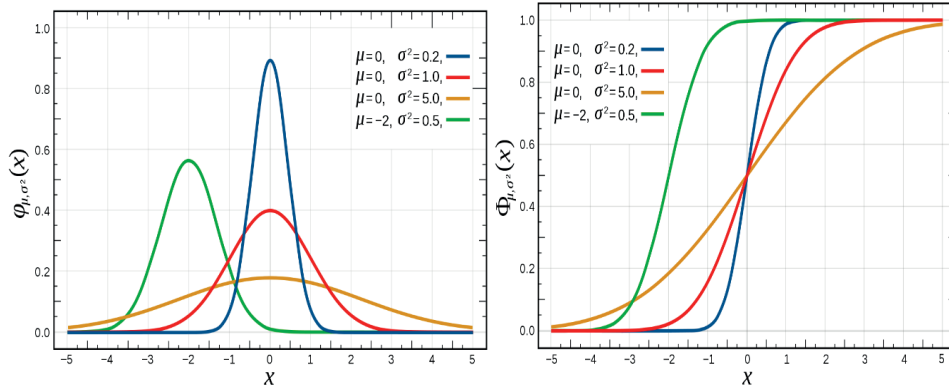 1.0
0.8
0.6
0.4
0.2
0.0
φμ,σ²(x)
μ=0, σ²=0.2,
μ=0, σ²=1.0,
μ=0, σ²=5.0,
μ=−2, σ²=0.5,
−5 −4 −3 −2 −1 0 1 2 3 4 5
x
1.0
0.8
0.6
0.4
0.2
0.0
Φμ,σ²(x)
μ=0, σ²=0.2,
μ=0, σ²=1.0,
μ=0, σ²=5.0,
μ=−2, σ²=0.5,
−5 −4 −3 −2 −1 0 1 2 3 4 5
x